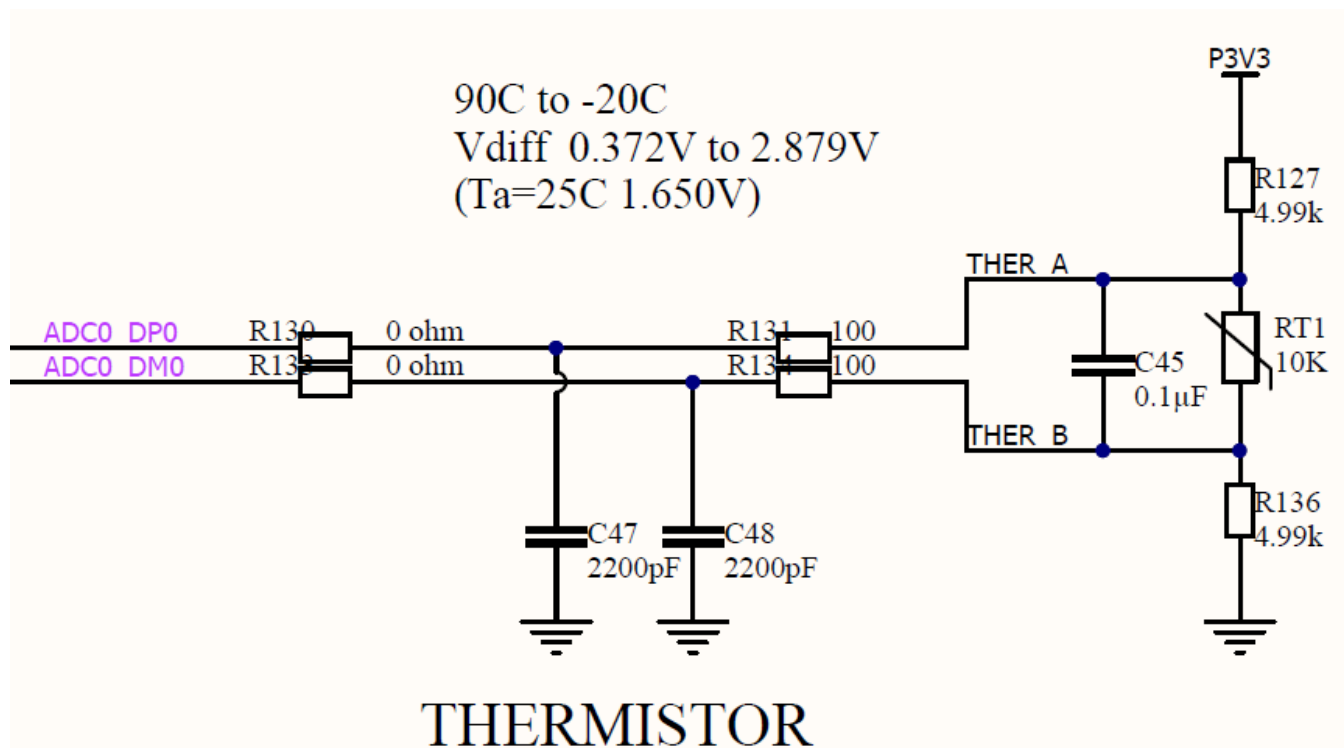 P3V3
90C to -20C
Vdiff 0.372V to 2.879V
(Ta=25C 1.650V)
R127
4.99k
THER A
ADC0 DP0
R130
0 ohm
R131
100
RT1
10K
ADC0 DM0
R133
0 ohm
R134
100
C45
0.1µF
THER B
R136
4.99k
C47
2200pF
C48
2200pF
THERMISTOR